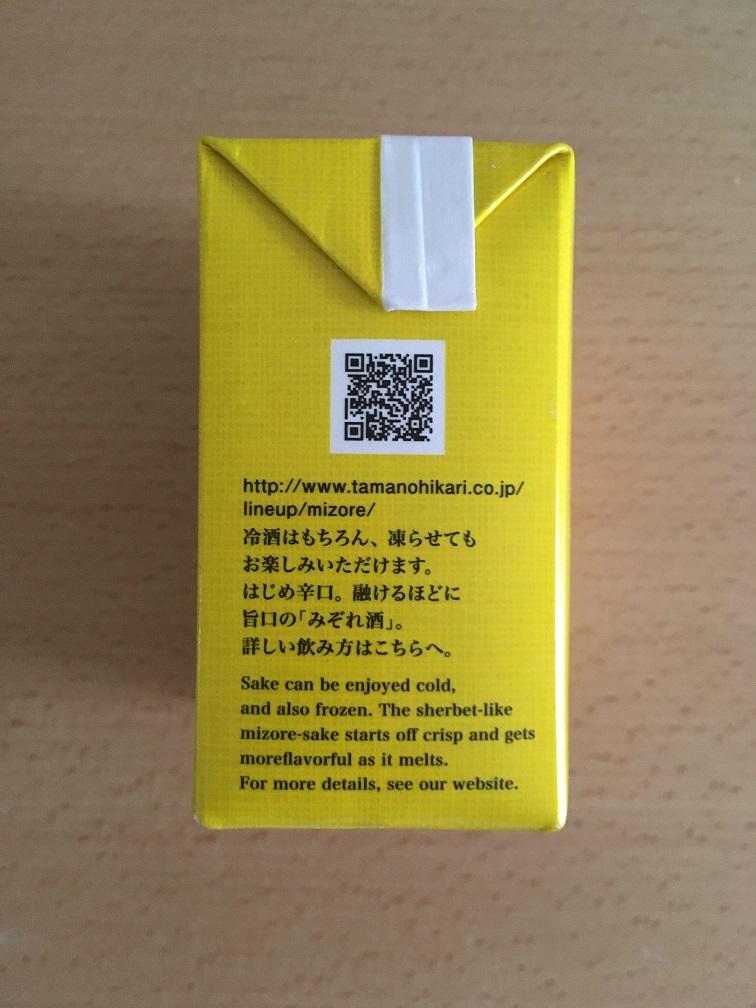 http://www.tamanohikari.co.jp/
lineup/mizore/
冷酒はもちろん、凍らせても
お楽しみいただけます。
はじめ辛口。融けるほどに
旨口の「みぞれ酒」。
詳しい飲み方はこちらへ。
Sake can be enjoyed cold,
and also frozen. The sherbet-like
mizore-sake starts off crisp and gets
moreflavorful as it melts.
For more details, see our website.